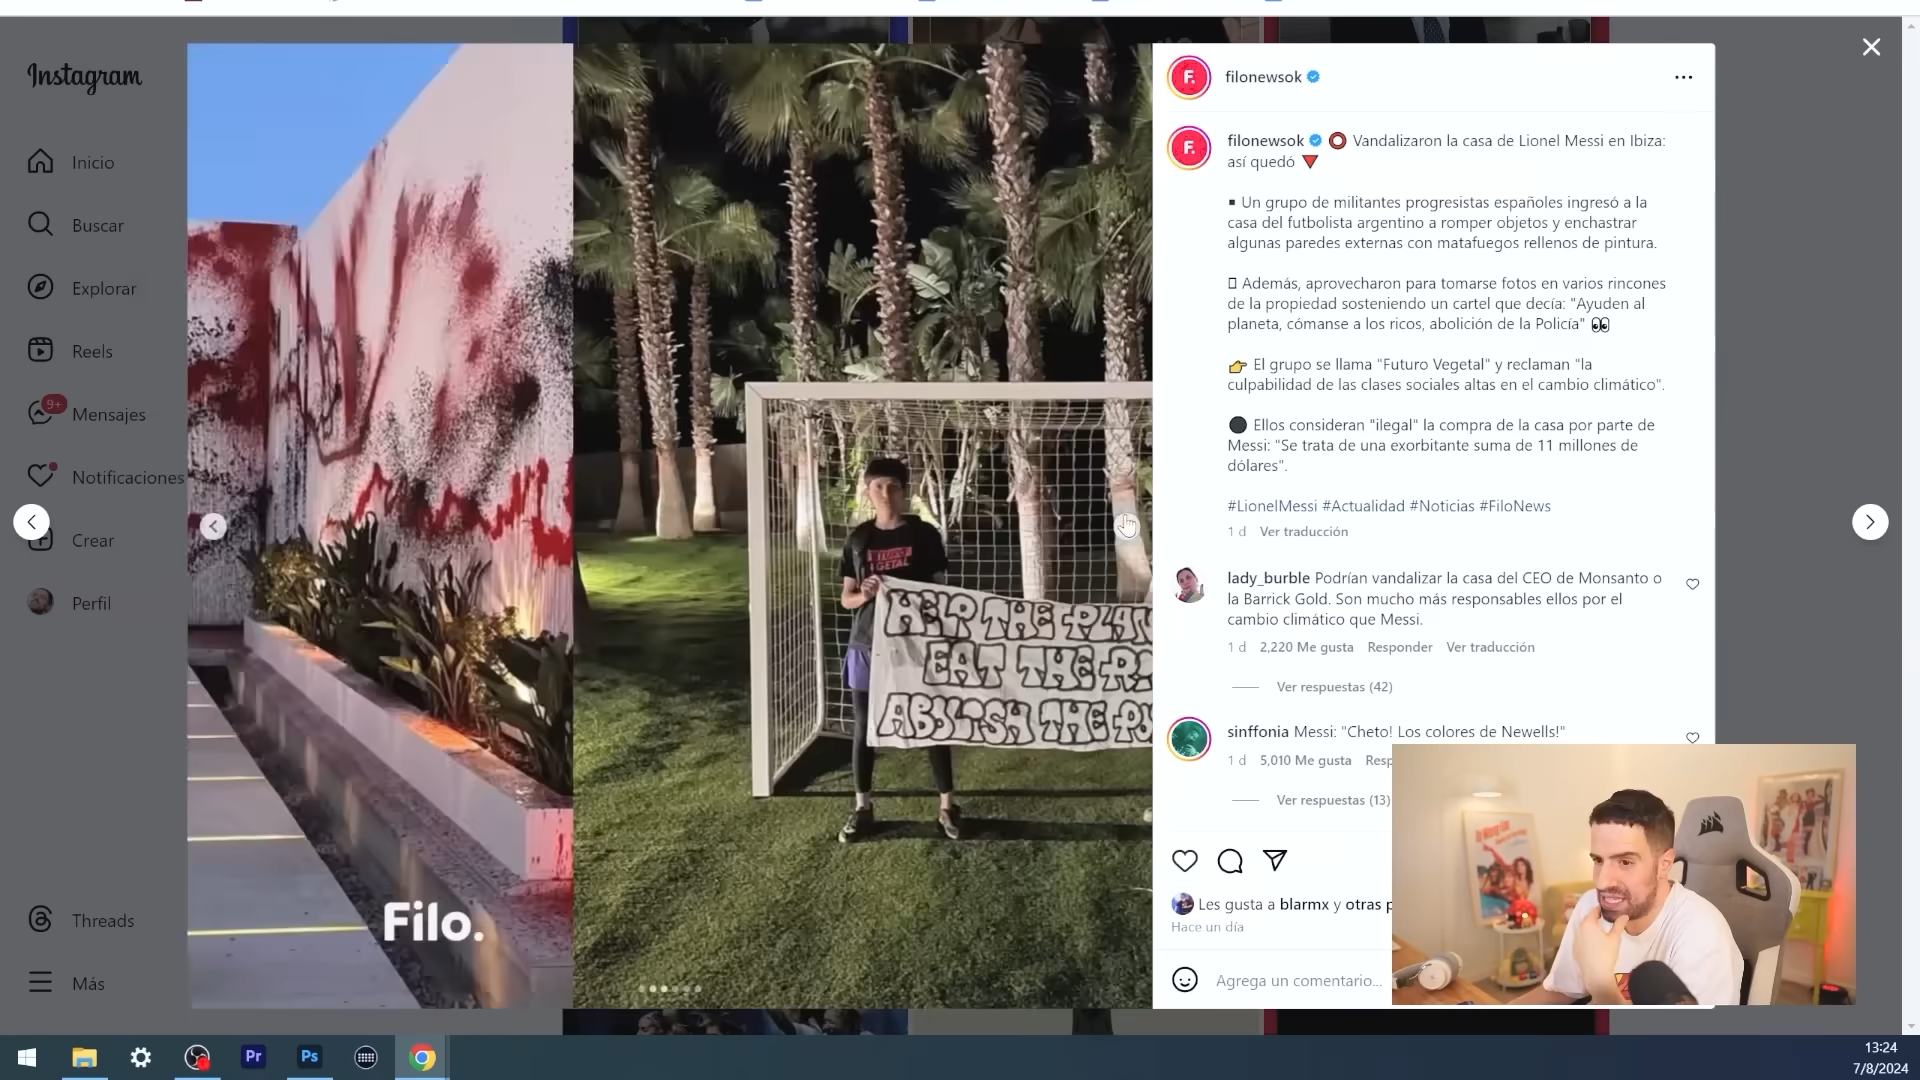 Instagram
Inicio
Buscar
Explorar
Reels
9+
Mensajes
Notificaciones
Crear
Perfil
Threads
Más
Filo.
HELP THE PLAN
EAT THE R
ABOLISH THE PO
F.
filonewsok
F.
filonewsok Vandalizaron la casa de Lionel Messi en Ibiza:
así quedó
Un grupo de militantes progresistas españoles ingresó a la
casa del futbolista argentino a romper objetos y enchastrar
algunas paredes externas con matafuegos rellenos de pintura.
Además, aprovecharon para tomarse fotos en varios rincones
de la propiedad sosteniendo un cartel que decía: "Ayuden al
planeta, cómanse a los ricos, abolición de la Policía"
El grupo se llama "Futuro Vegetal" y reclaman "la
culpabilidad de las clases sociales altas en el cambio climático".
Ellos consideran "ilegal" la compra de la casa por parte de
Messi: "Se trata de una exorbitante suma de 11 millones de
dólares".
#LionelMessi #Actualidad #Noticias #FiloNews
1 d Ver traducción
lady_burble Podrían vandalizar la casa del CEO de Monsanto o
la Barrick Gold. Son mucho más responsables ellos por el
cambio climático que Messi.
1 d 2,220 Me gusta Responder Ver traducción
Ver respuestas (42)
sinffonia Messi: "Cheto! Los colores de Newells!"
1 d 5,010 Me gusta Resp
Ver respuestas (13)
Les gusta a blarmx y otras p
Hace un día
Agrega un comentario...
Pr
Ps
13:24
7/8/2024